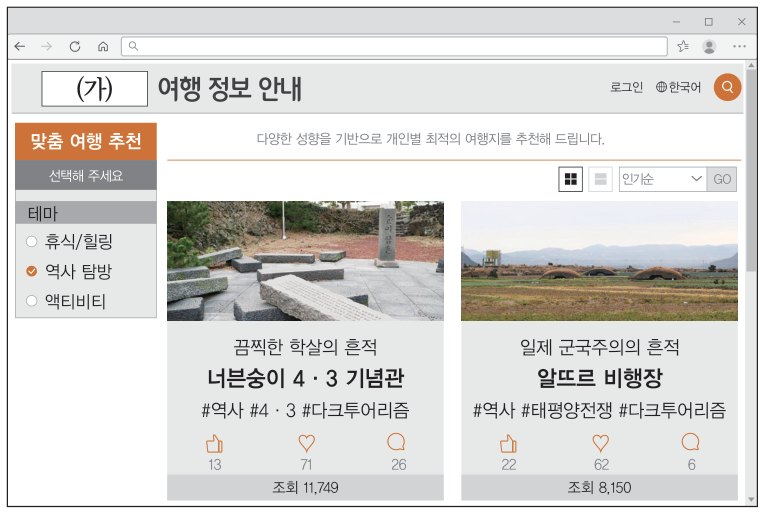 (가) 여행 정보 안내
로그인 한국어
맞춤 여행 추천
선택해 주세요
테마
휴식/힐링
역사 탐방
액티비티
다양한 성향을 기반으로 개인별 최적의 여행지를 추천해 드립니다.
인기순 GO
끔찍한 학살의 흔적
너븐숭이 4·3 기념관
#역사 #4·3 #다크투어리즘
13 71 26
조회 11,749
일제 군국주의의 흔적
알뜨르 비행장
#역사 #태평양전쟁 #다크투어리즘
22 62 6
조회 8,150